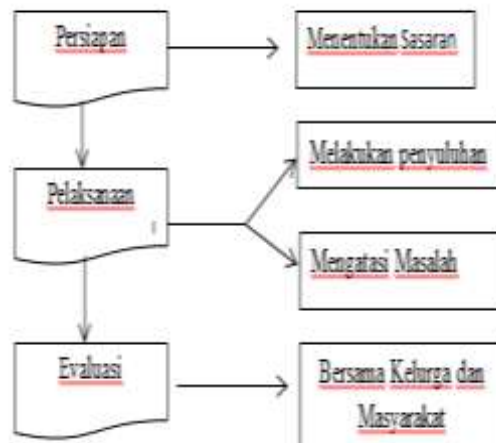 Persiapan
Menentukan Sasaran
Melakukan penyuluhan
Pelaksanaan
Mengatasi Masalah
Evaluasi
Bersama Kelurga dan
Masyarakat